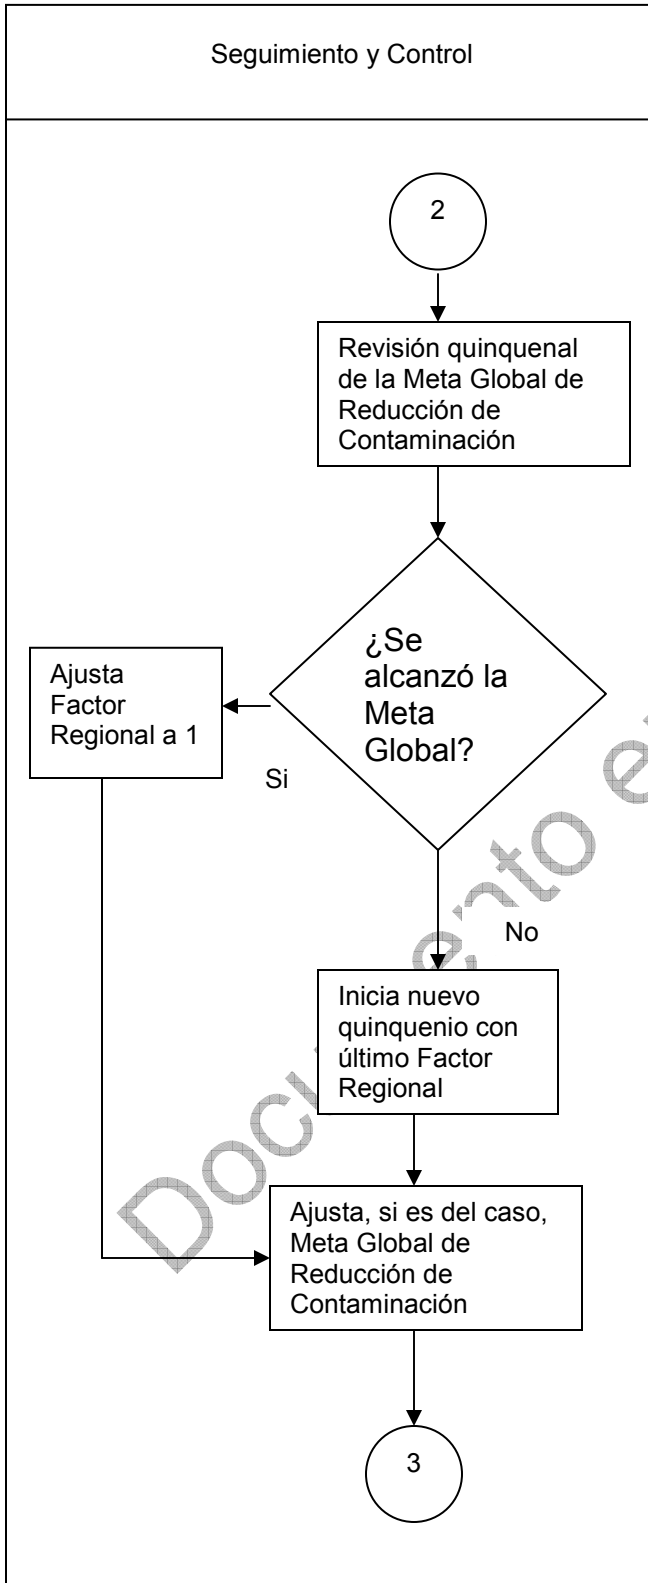 Seguimiento y Control
2
Revisión quinquenal
de la Meta Global de
Reducción de
Contaminación
¿Se
alcanzó la
Meta
Global?
Ajusta
Factor
Regional a 1
Si
No
Inicia nuevo
quinquenio con
último Factor
Regional
Ajusta, si es del caso,
Meta Global de
Reducción de
Contaminación
3